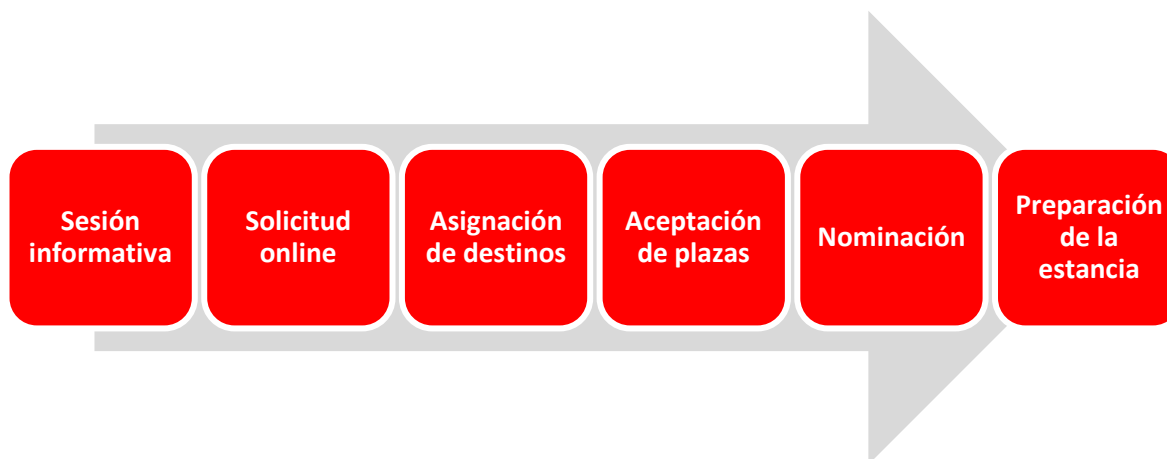 Sesión
informativa
Solicitud
online
Asignación
de destinos
Aceptación
de plazas
Nominación
Preparación
de la
estancia